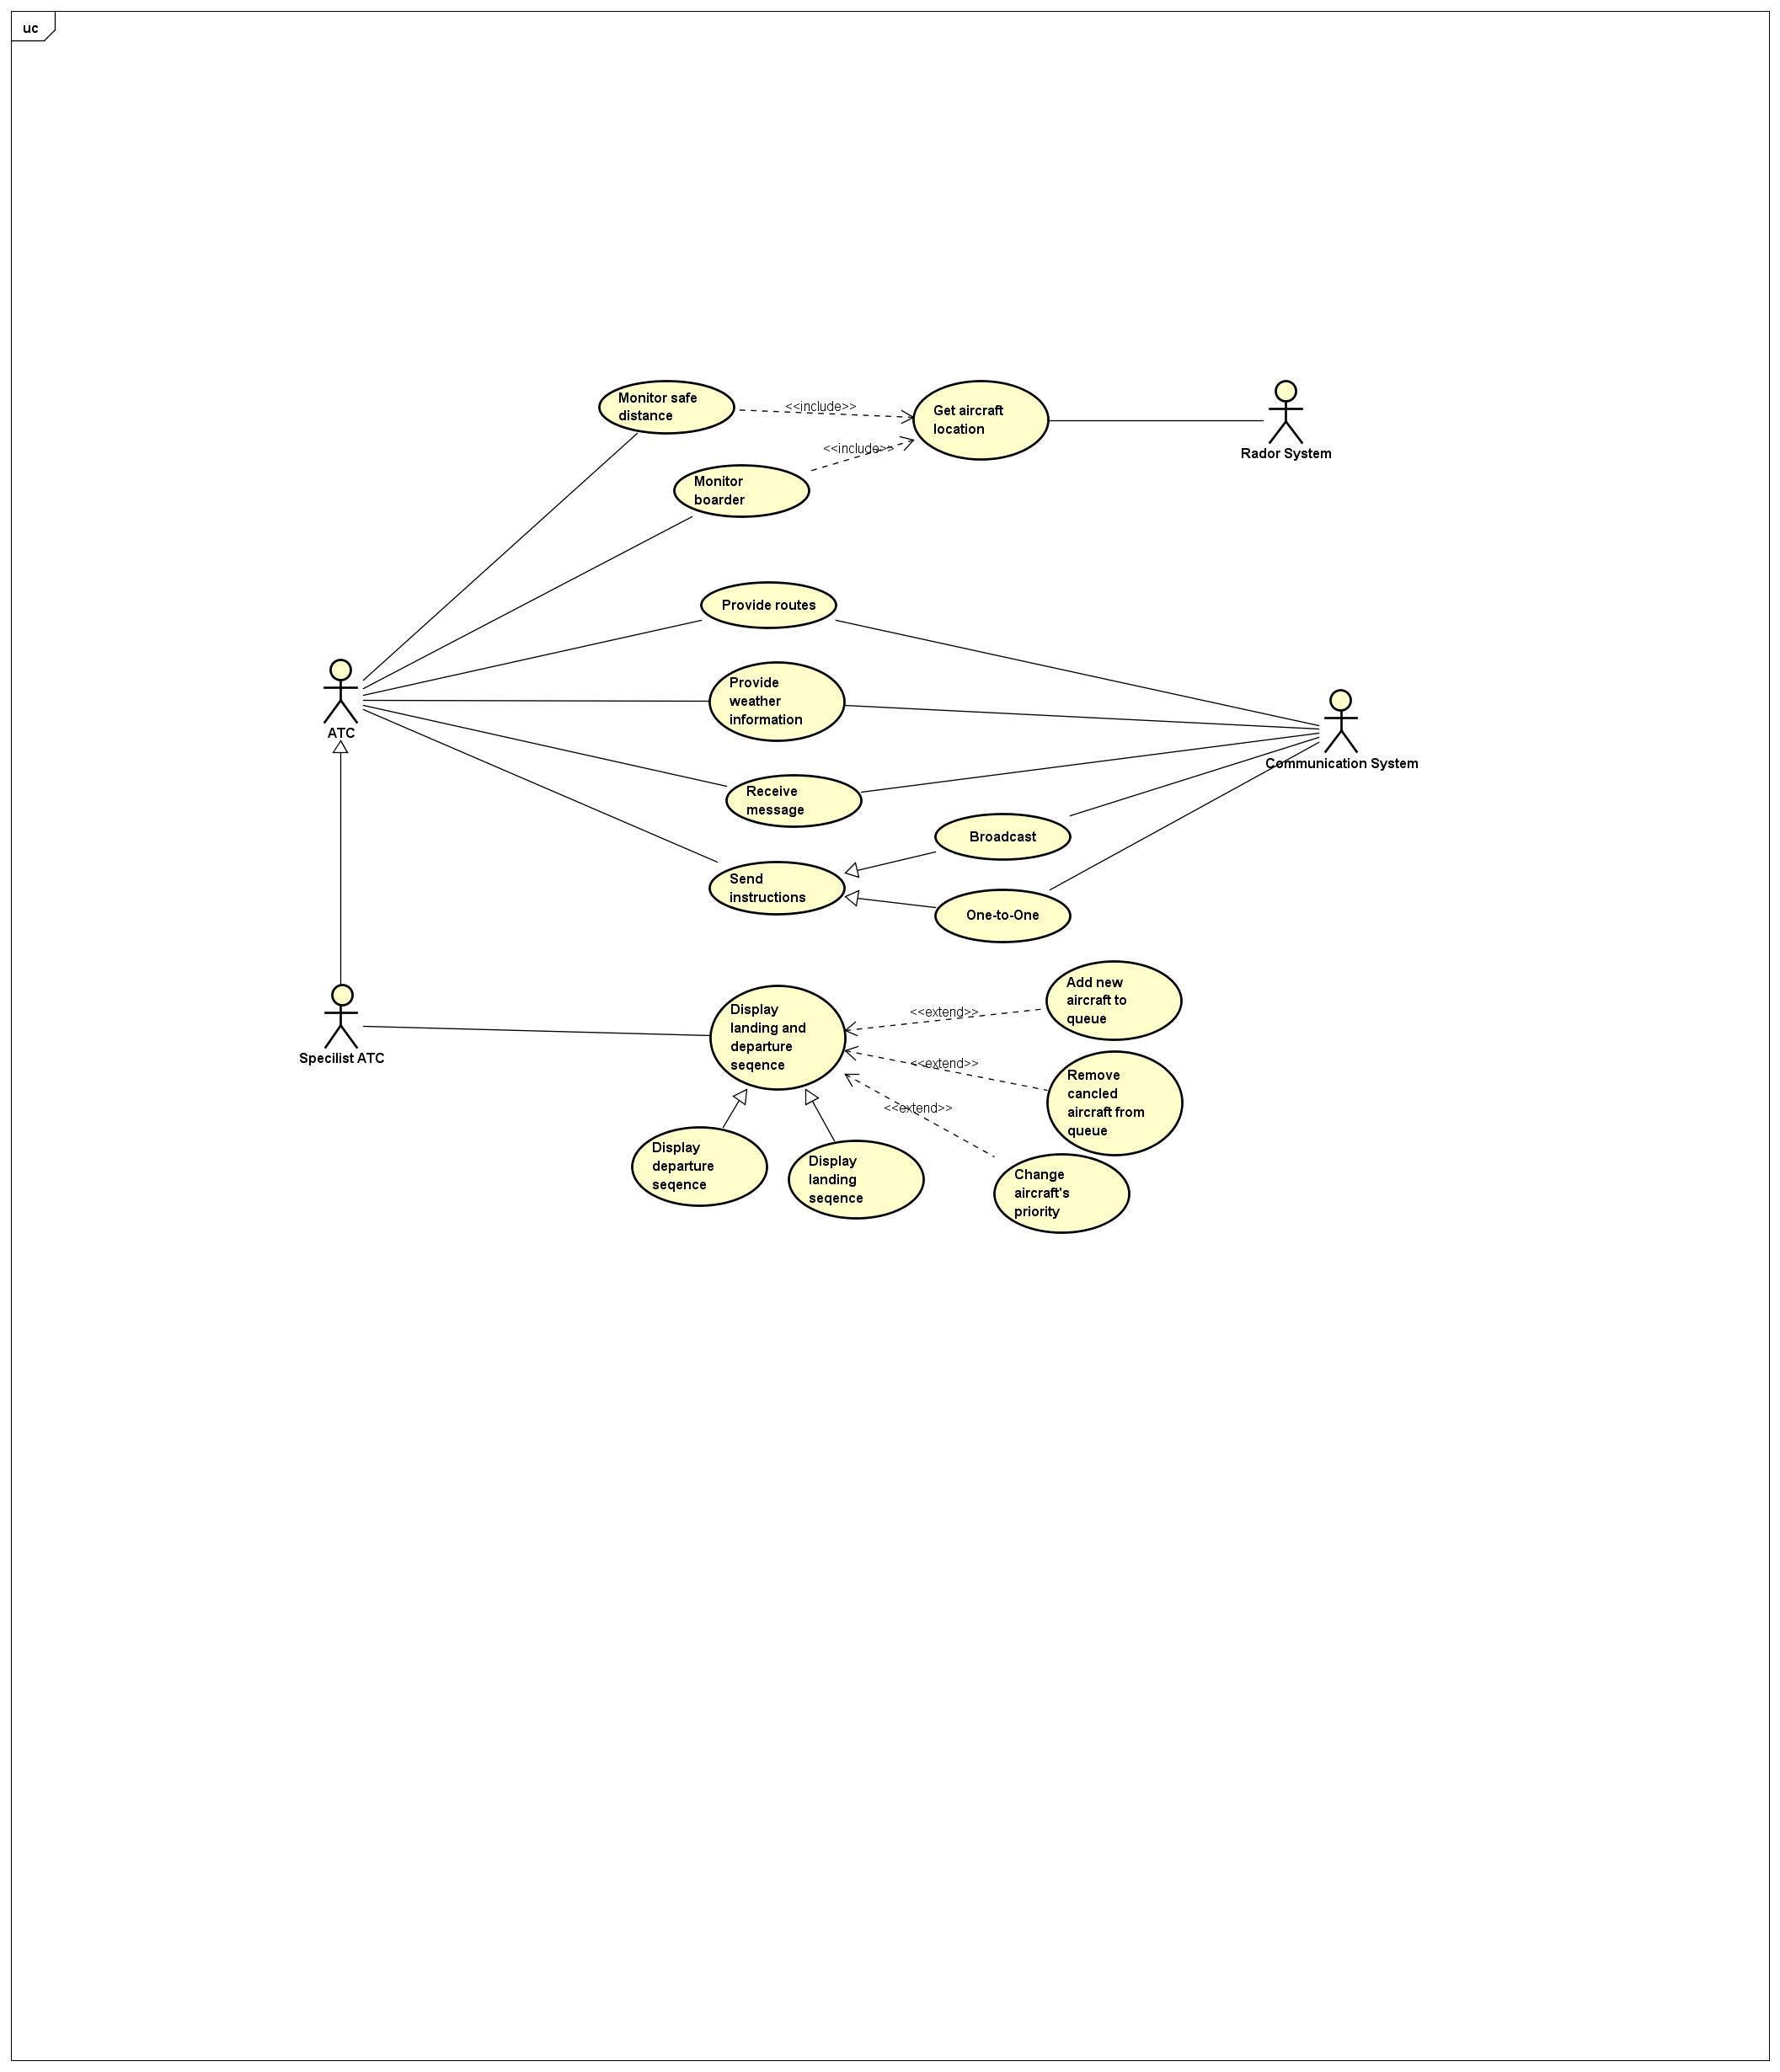 uc
Monitor safe
distance
<<include>>
Get aircraft
location
Rador System
<<include>>
Monitor
boarder
Provide routes
Provide
weather
information
ATC
Communication System
Receive
message
Broadcast
Send
instructions
One-to-One
Specilist ATC
Display
landing and
departure
seqence
<<extend>>
Add new
aircraft to
queue
<<extend>>
Remove
cancled
aircraft from
queue
<<extend>>
Display
departure
seqence
Display
landing
seqence
Change
aircraft's
priority